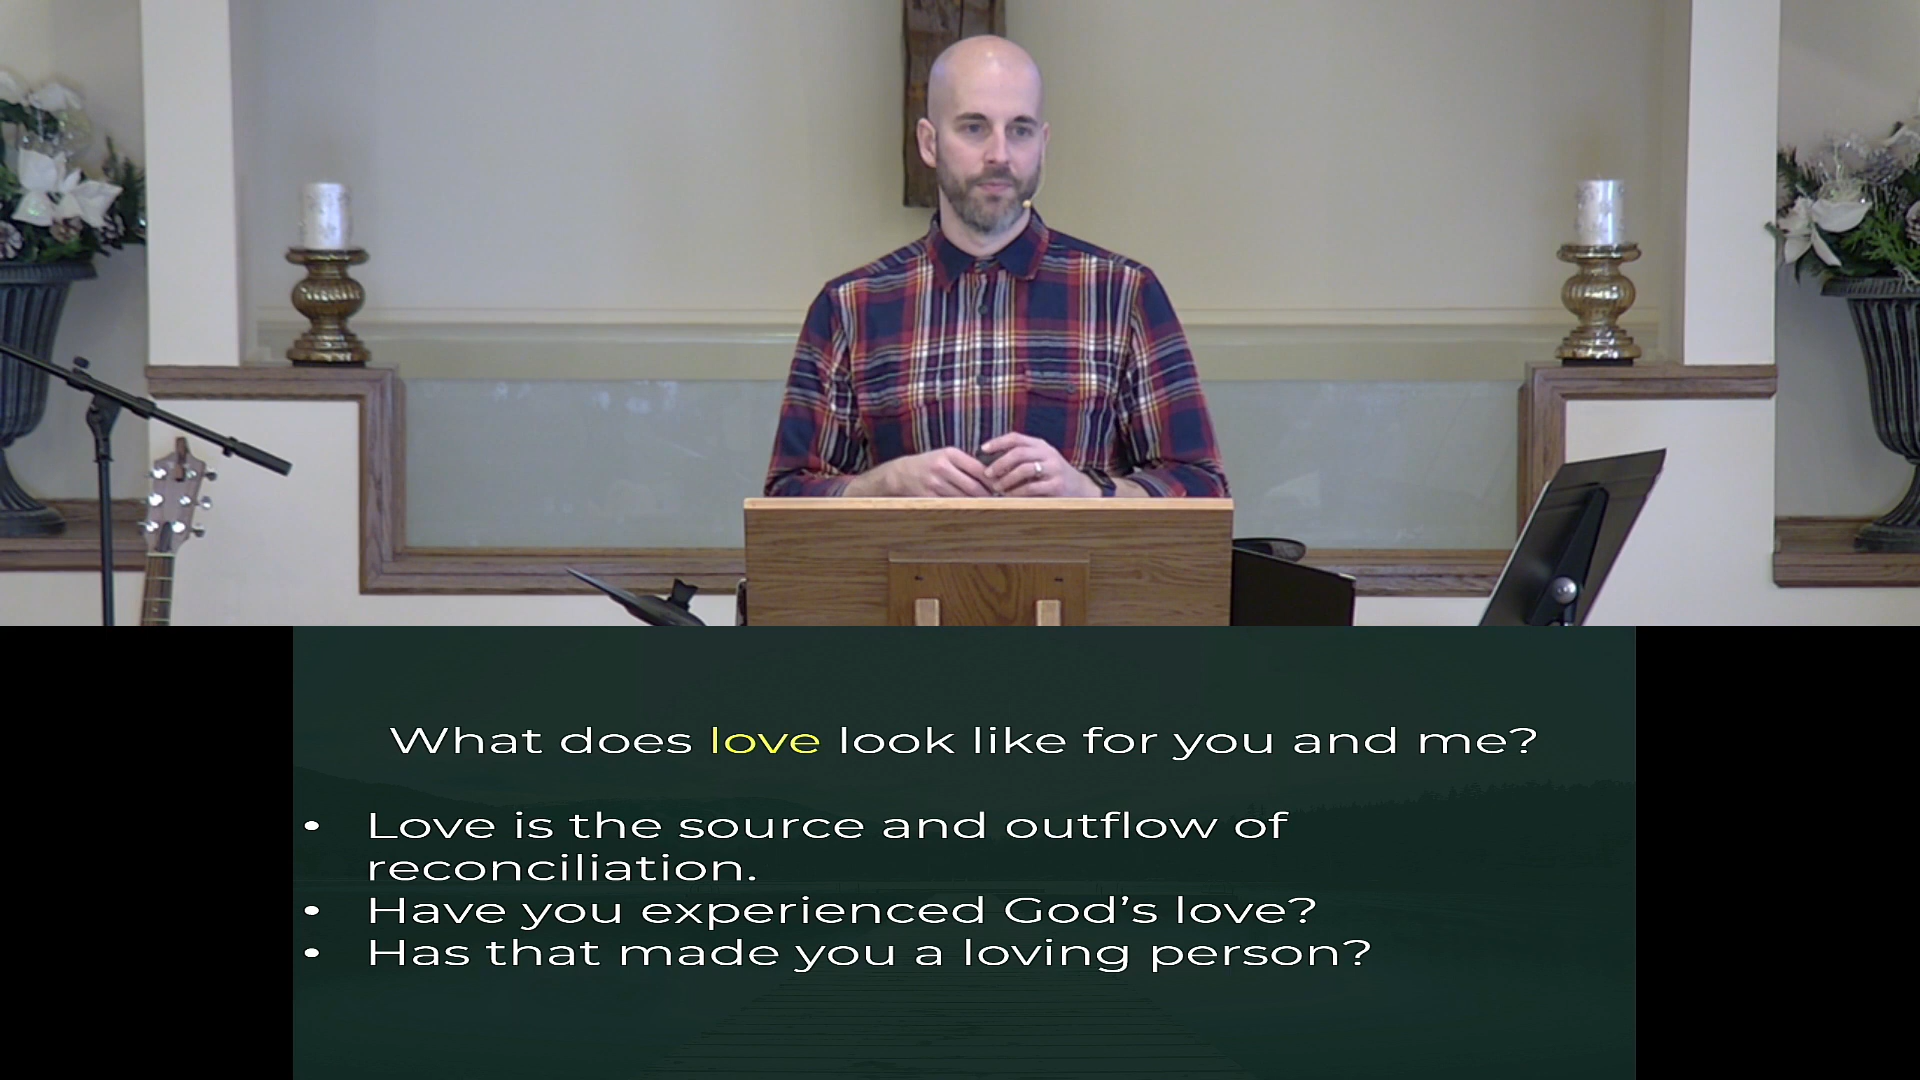 What does love look like for you and me?
• Love is the source and outflow of
reconciliation.
• Have you experienced God’s love?
• Has that made you a loving person?